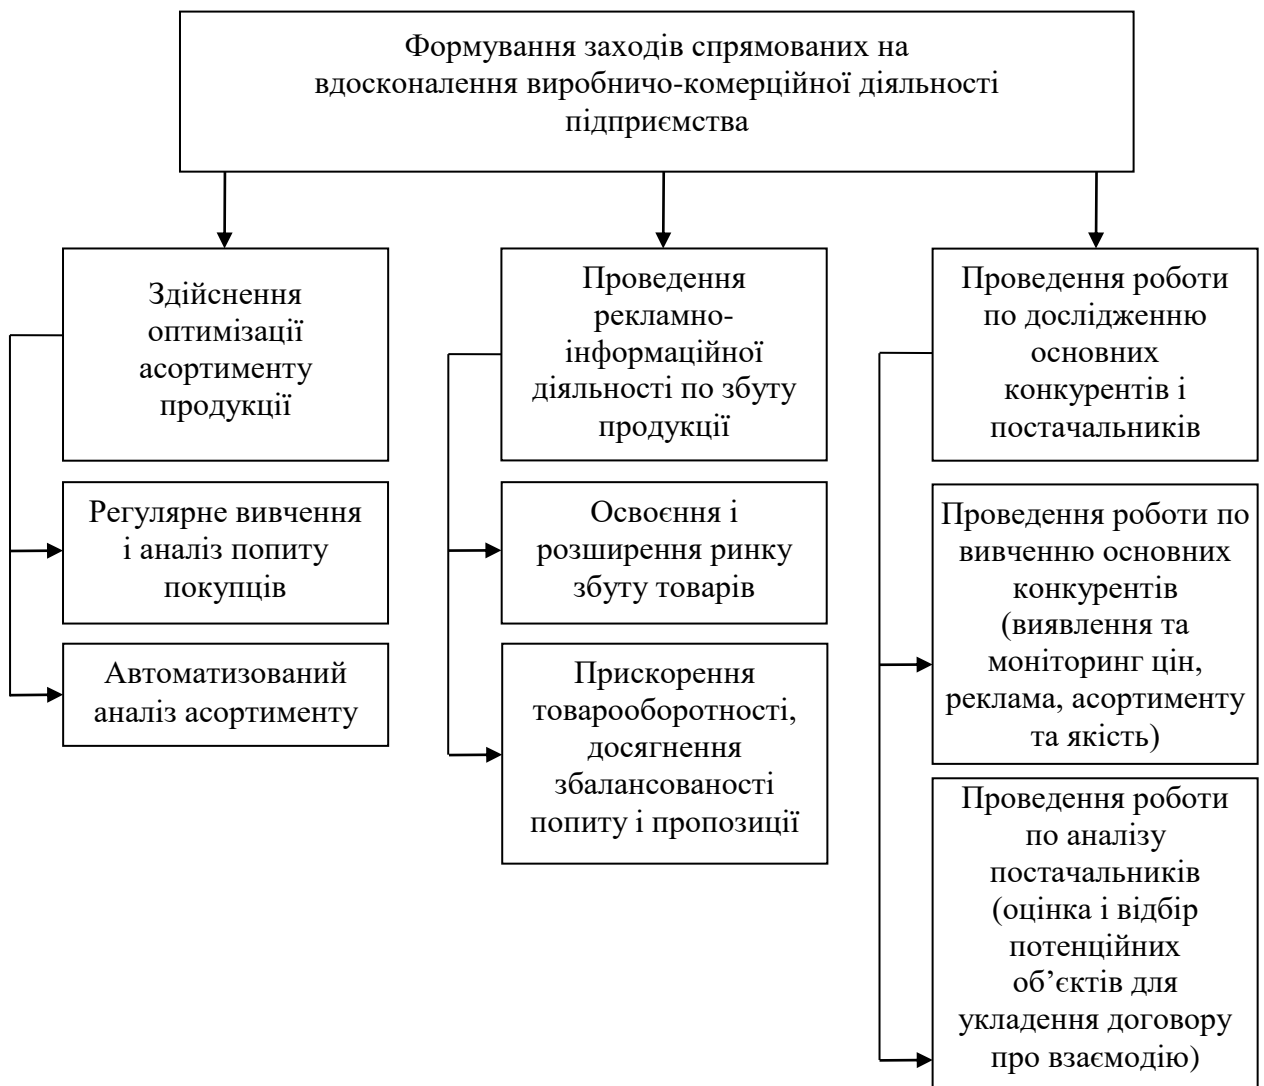 Формування заходів спрямованих на
вдосконалення виробничо-комерційної діяльності
підприємства
Здійснення
оптимізації
асортименту
продукції
Регулярне вивчення
і аналіз попиту
покупців
Автоматизований
аналіз асортименту
Проведення
рекламно-
інформаційної
діяльності по збуту
продукції
Освоєння і
розширення ринку
збуту товарів
Прискорення
товарооборотності,
досягнення
збалансованості
попиту і пропозиції
Проведення роботи
по дослідженню
основних
конкурентів і
постачальників
Проведення роботи по
вивченню основних
конкурентів
(виявлення та
моніторинг цін,
реклама, асортименту
та якість)
Проведення роботи
по аналізу
постачальників
(оцінка і відбір
потенційних
об’єктів для
укладення договору
про взаємодію)